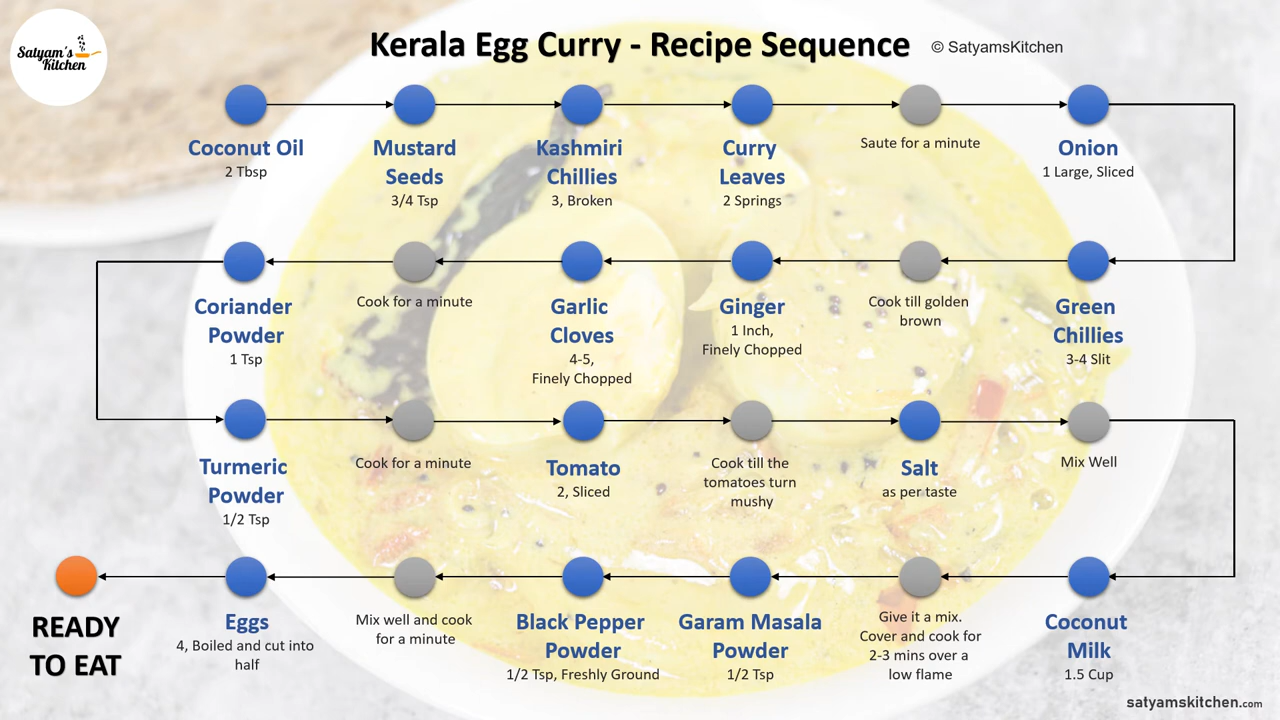 Satyam's
Kitchen
Kerala Egg Curry - Recipe Sequence
© SatyamsKitchen
Coconut Oil
2 Tbsp
Mustard
Seeds
3/4 Tsp
Kashmiri
Chillies
3, Broken
Curry
Leaves
2 Springs
Saute for a minute
Onion
1 Large, Sliced
Green
Chillies
3-4 Slit
Cook till golden
brown
Ginger
1 Inch,
Finely Chopped
Garlic
Cloves
4-5,
Finely Chopped
Cook for a minute
Coriander
Powder
1 Tsp
Turmeric
Powder
1/2 Tsp
Cook for a minute
Tomato
2, Sliced
Cook till the
tomatoes turn
mushy
Salt
as per taste
Mix Well
Coconut
Milk
1.5 Cup
Give it a mix.
Cover and cook for
2-3 mins over a
low flame
Garam Masala
Powder
1/2 Tsp
Black Pepper
Powder
1/2 Tsp, Freshly Ground
Mix well and cook
for a minute
Eggs
4, Boiled and cut into
half
READY
TO EAT
satyamskitchen.com